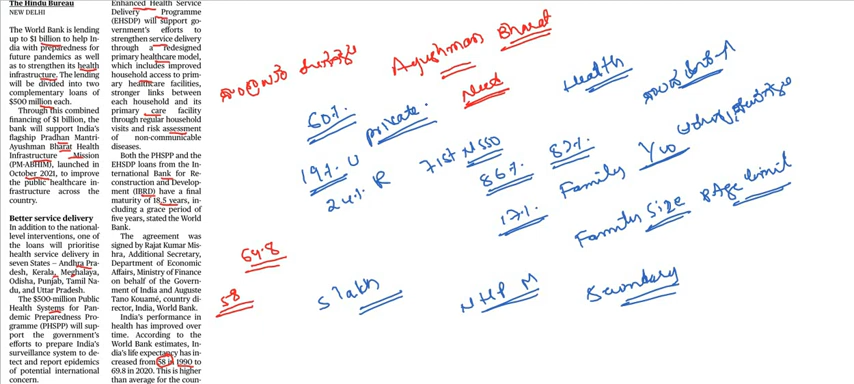 The Hindu Bureau
NEW DELHI
The World Bank is lending
up to $1 billion to help In-
dia with preparedness for
future pandemics as well
as to strengthen its health
infrastructure. The lending
will be divided into two
complementary loans of
$500 million each.
Through this combined
financing of $1 billion, the
bank will support India's
flagship Pradhan Mantri-
Ayushman Bharat Health
Infrastructure Mission
(PM-ABHIM), launched in
October 2021, to improve
the public healthcare in-
frastructure across the
country.
Better service delivery
In addition to the national-
level interventions, one of
the loans will prioritise
health service delivery in
seven States – Andhra Pra-
desh, Kerala, Meghalaya,
Odisha, Punjab, Tamil Na-
du, and Uttar Pradesh.
The $500-million Public
Health Systems for Pan-
demic Preparedness Pro-
gramme (PHSPP) will sup-
port the government's
efforts to prepare India's
surveillance system to de-
tect and report epidemics
of potential international
concern.
Enhanced Health Service
Delivery Programme
(EHSDP) will support go-
vernment's efforts to
strengthen service delivery
through a redesigned
primary healthcare model,
which includes improved
household access to prim-
ary healthcare facilities,
stronger links between
each household and its
primary care facility
through regular household
visits and risk assessment
of non-communicable
diseases.
Both the PHSPP and the
EHSDP loans from the In-
ternational Bank for Re-
construction and Develop-
ment (IBRD) have a final
maturity of 18.5 years, in-
cluding a grace period of
five years, stated the World
Bank.
The agreement was
signed by Rajat Kumar Mis-
hra, Additional Secretary,
Department of Economic
Affairs, Ministry of Finance
on behalf of the Govern-
ment of India and Auguste
Tano Kouamé, country di-
rector, India, World Bank.
India's performance in
health has improved over
time. According to the
World Bank estimates, In-
dia's life expectancy has in-
creased from 58 in 1990 to
69.8 in 2020. This is higher
than average for the coun-
Ayushman Bharat
Need Health
60% private
19% U 71st NSSO 86% 82%
24% R Family
17%
Family Size & Age limit
69.8
58 5 lakh NHPM Secondary